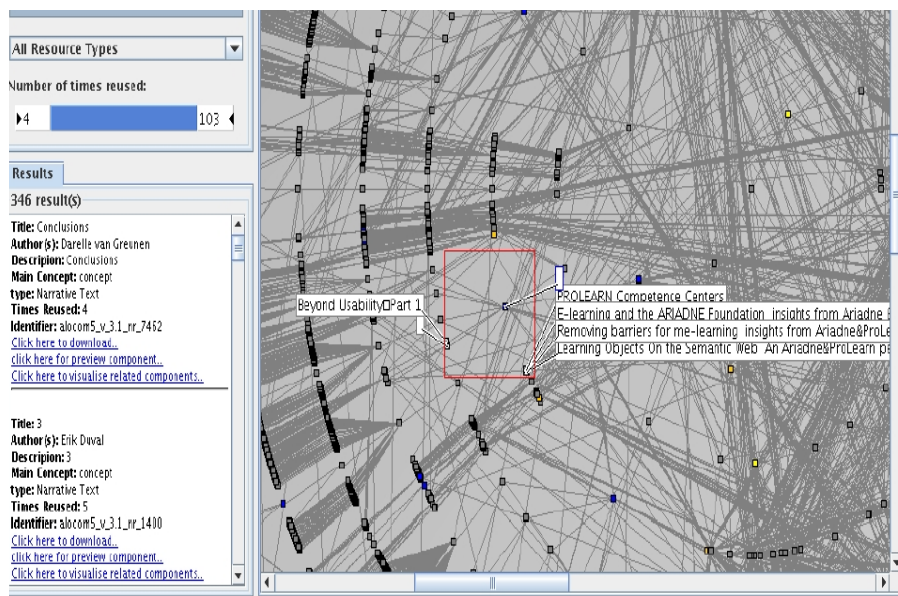 All Resource Types
Number of times reused:
4
103
Results
346 result(s)
Title: Conclusions
Author(s): Darelle van Greunen
Descripion: Conclusions
Main Concept: concept
type: Narrative Text
Times Reused: 4
Identifier: alocom5_v_3.1_nr_7462
Click here to download..
click here for preview component..
Click here to visualise related components..
Title: 3
Author(s): Erik Duval
Descripion: 3
Main Concept: concept
type: Narrative Text
Times Reused: 5
Identifier: alocom5_v_3.1_nr_1400
Click here to download..
click here for preview component..
Click here to visualise related components..
Beyond Usability□Part 1
PROLEARN Competence Centers
E-learning and the ARIADNE Foundation insights from Ariadne
Removing barriers for me-learning insights from Ariadne&ProLe
Learning Objects On the Semantic Web An Ariadne&ProLearn pe